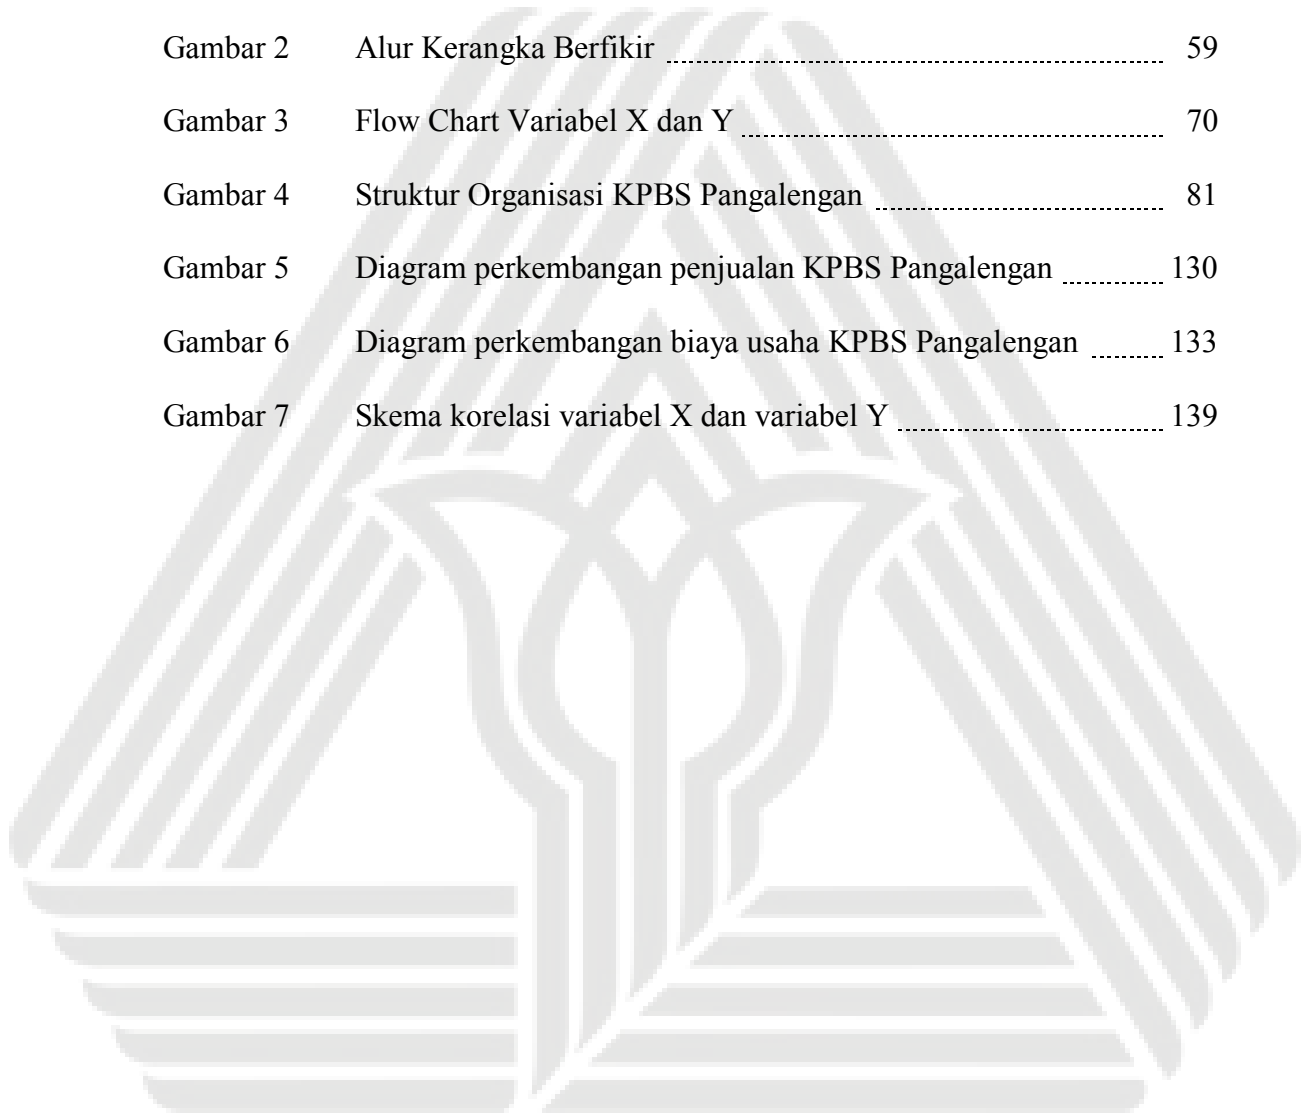 Gambar 2 Alur Kerangka Berfikir 59
Gambar 3 Flow Chart Variabel X dan Y 70
Gambar 4 Struktur Organisasi KPBS Pangalengan 81
Gambar 5 Diagram perkembangan penjualan KPBS Pangalengan 130
Gambar 6 Diagram perkembangan biaya usaha KPBS Pangalengan 133
Gambar 7 Skema korelasi variabel X dan variabel Y 139